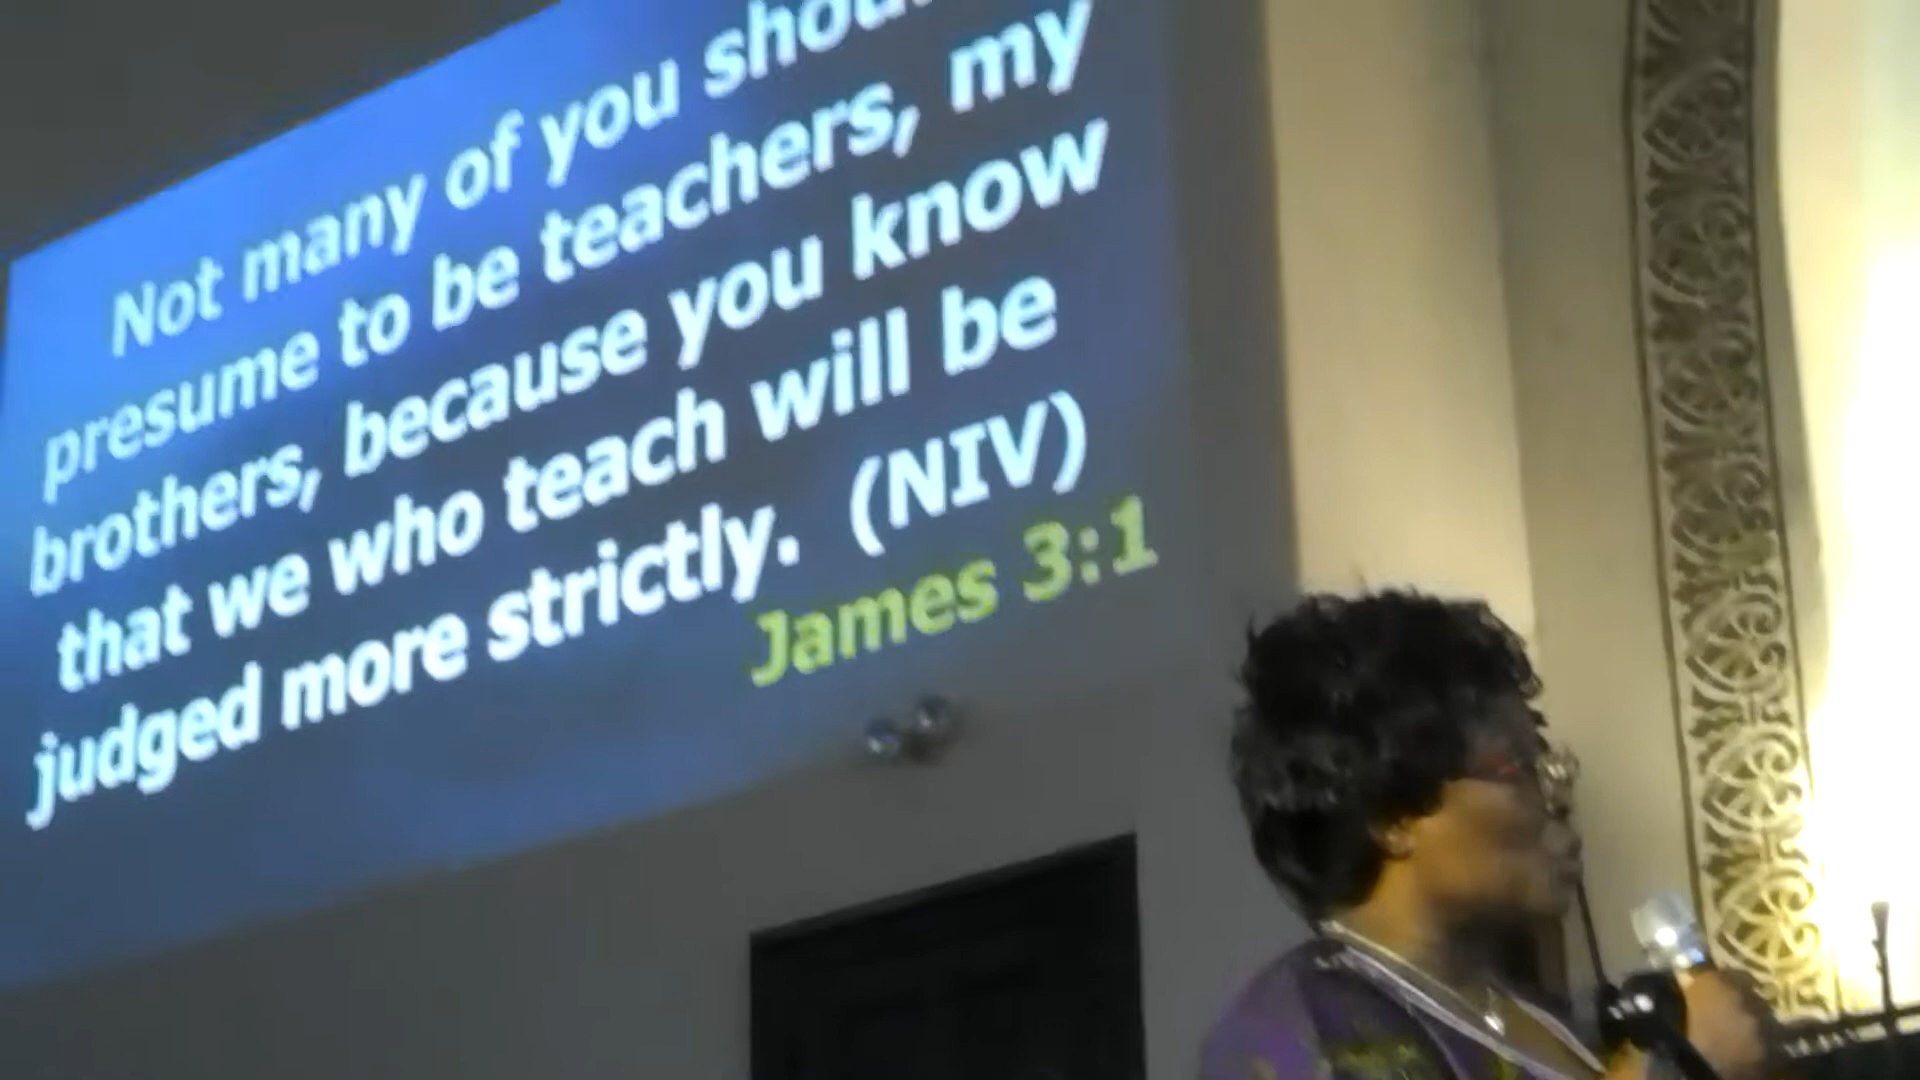 Not many of you
presume to be teachers, my
brothers, because you know
that we who teach will be
judged more strictly. (NIV)
James 3:1